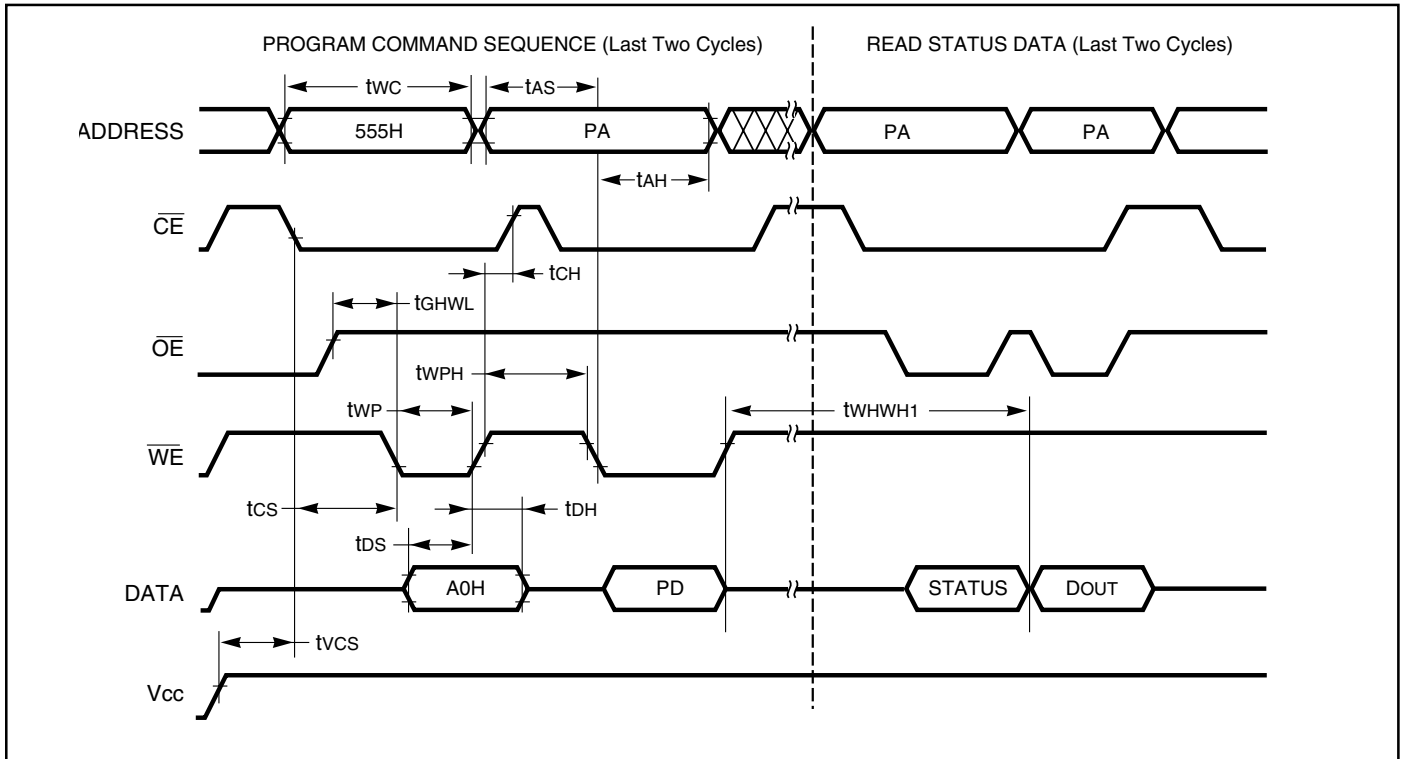 PROGRAM COMMAND SEQUENCE (Last Two Cycles) READ STATUS DATA (Last Two Cycles)
tWC tAS
ADDRESS 555H PA PA PA
tAH
CE
tCH
tGHWL
OE
tWPH
tWP tWHWH1
WE
tCS tDH
tDS
DATA A0H PD STATUS DOUT
tVCS
Vcc